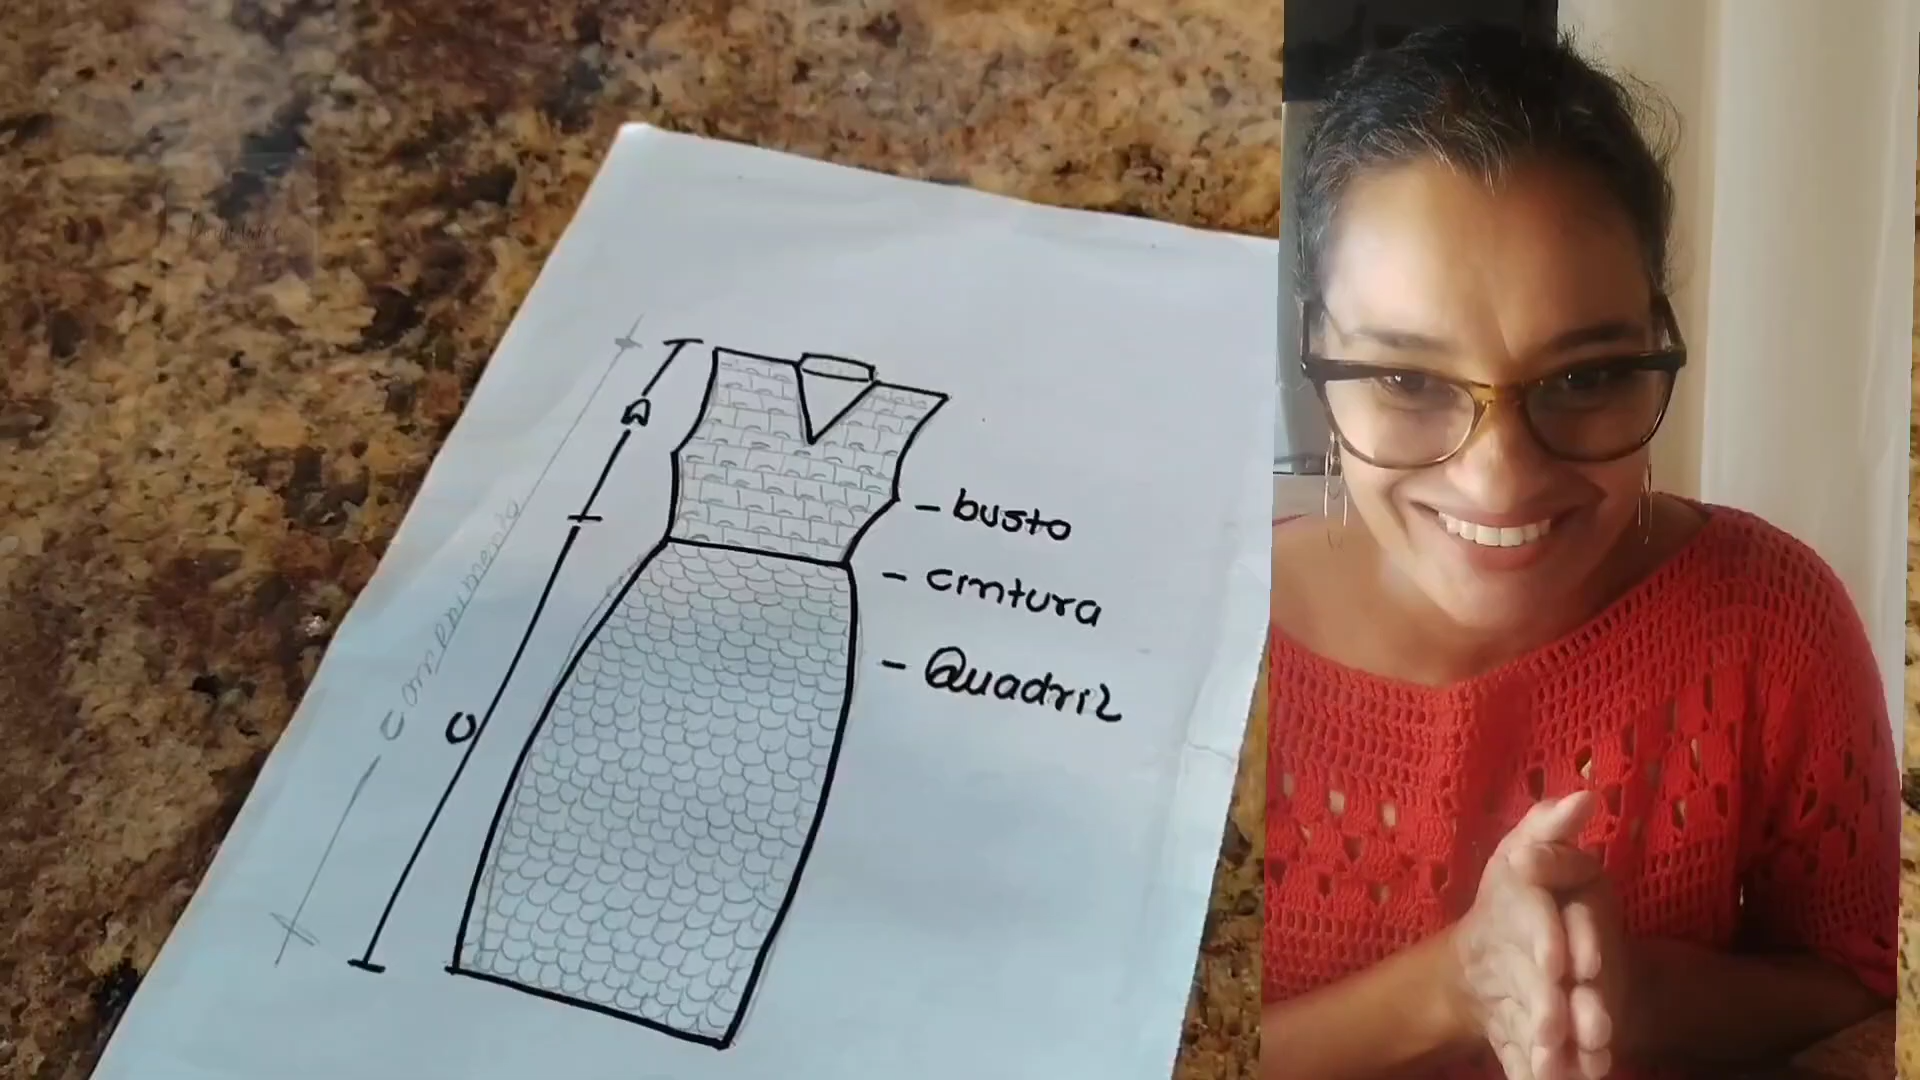 A
- busto
- cintura
- Quadril
Comprimento